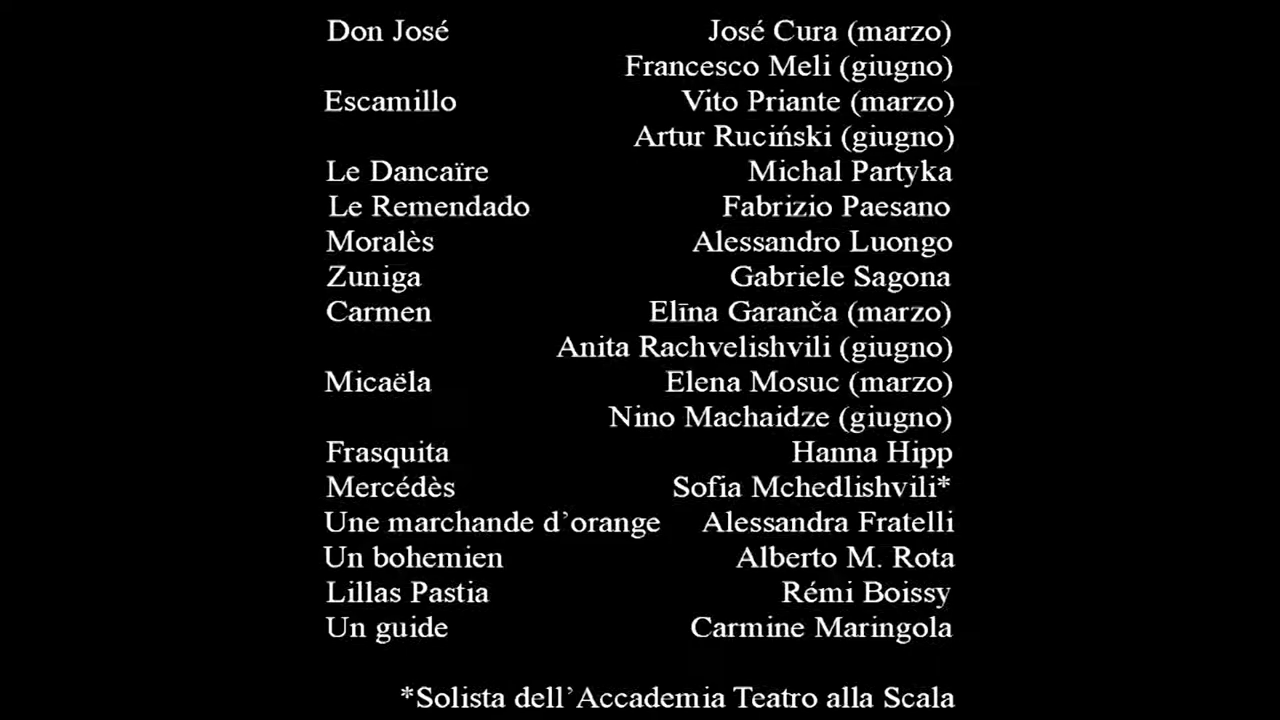 Don José José Cura (marzo)
Francesco Meli (giugno)
Escamillo Vito Priante (marzo)
Artur Ruciński (giugno)
Le Dancaïre Michal Partyka
Le Remendado Fabrizio Paesano
Moralès Alessandro Luongo
Zuniga Gabriele Sagona
Carmen Elīna Garanča (marzo)
Anita Rachvelishvili (giugno)
Micaëla Elena Mosuc (marzo)
Nino Machaidze (giugno)
Frasquita Hanna Hipp
Mercédès Sofia Mchedlishvili*
Une marchande d’orange Alessandra Fratelli
Un bohemien Alberto M. Rota
Lillas Pastia Rémi Boissy
Un guide Carmine Maringola
*Solista dell’Accademia Teatro alla Scala